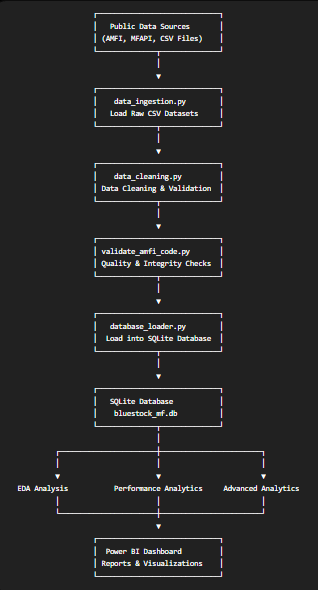 Public Data Sources
(AMFI, MFAPI, CSV Files)
data_ingestion.py
Load Raw CSV Datasets
data_cleaning.py
Data Cleaning & Validation
validate_amfi_code.py
Quality & Integrity Checks
database_loader.py
Load into SQLite Database
SQLite Database
bluestock_mf.db
EDA Analysis Performance Analytics Advanced Analytics
Power BI Dashboard
Reports & Visualizations